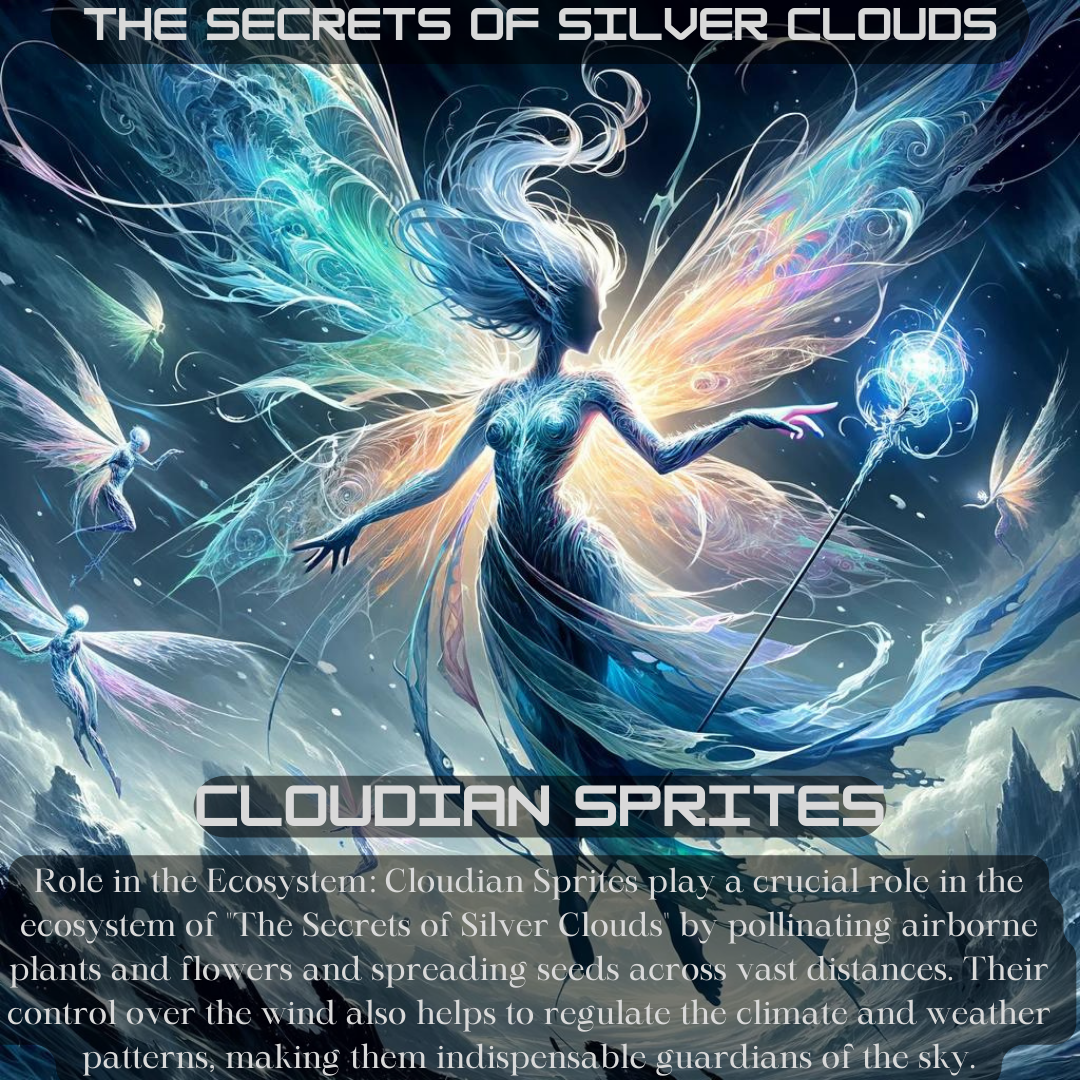 THE SECRETS OF SILVER CLOUDS
CLOUDIAN SPRITES
Role in the Ecosystem: Cloudian Sprites play a crucial role in the
ecosystem of "The Secrets of Silver Clouds" by pollinating airborne
plants and flowers and spreading seeds across vast distances. Their
control over the wind also helps to regulate the climate and weather
patterns, making them indispensable guardians of the sky.